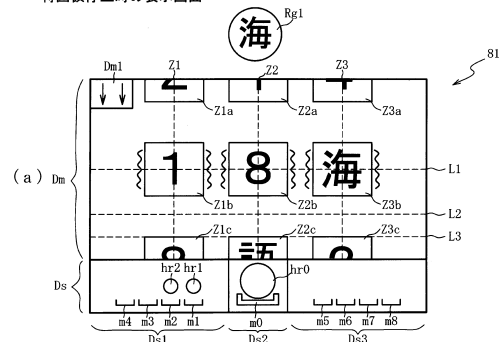 海 Rg1
Dm1 Z1 Z2 Z3 81
Z1a Z2a Z3a
(a) Dm
1 8 海 L1
Z1b Z2b Z3b
L2
Z1c Z2c Z3c L3
Ds hr2 hr1 hr0
m4 m3 m2 m1 m0 m5 m6 m7 m8
Ds1 Ds2 Ds3